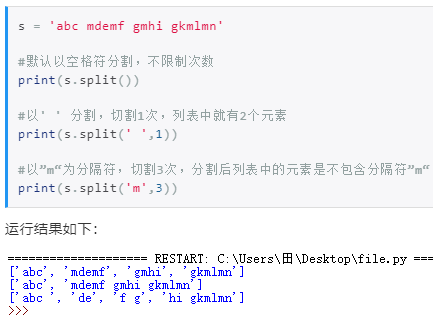 s = 'abc mdemf gmhi gkmlmn'
#默认以空格符分割，不限制次数
print(s.split())
#以' ' 分割，切割1次，列表中就有2个元素
print(s.split(' ',1))
#以”m“为分隔符，切割3次，分割后列表中的元素是不包含分隔符”m“
print(s.split('m',3))
运行结果如下：
==================== RESTART: C:\Users\田\Desktop\file.py ===
['abc', 'mdemf', 'gmhi', 'gkmlmn']
['abc', 'mdemf gmhi gkmlmn']
['abc ', 'de', 'f g', 'hi gkmlmn']
>>>